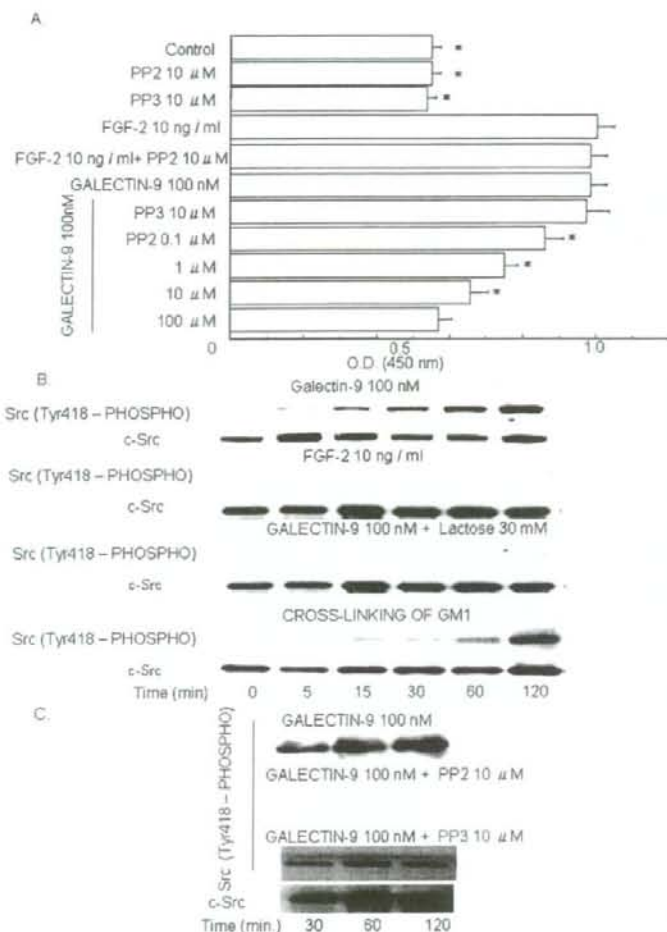 A.
Control
PP2 10 μM
PP3 10 μM
FGF-2 10 ng / ml
FGF-2 10 ng / ml+ PP2 10 μM
GALECTIN-9 100 nM
GALECTIN-9 100nM
PP3 10 μM
PP2 0.1 μM
1 μM
10 μM
100 μM
0 0.5 1.0
O.D. (450 nm)
B.
Galectin-9 100 nM
Src (Tyr418 – PHOSPHO)
c-Src
FGF-2 10 ng / ml
Src (Tyr418 – PHOSPHO)
c-Src
GALECTIN-9 100 nM + Lactose 30 mM
Src (Tyr418 – PHOSPHO)
c-Src
CROSS-LINKING OF GM1
Src (Tyr418 – PHOSPHO)
c-Src
Time (min) 0 5 15 30 60 120
C.
Src (Tyr418 – PHOSPHO)
GALECTIN-9 100 nM
GALECTIN-9 100 nM + PP2 10 μM
GALECTIN-9 100 nM + PP3 10 μM
c-Src
Time (min.) 30 60 120